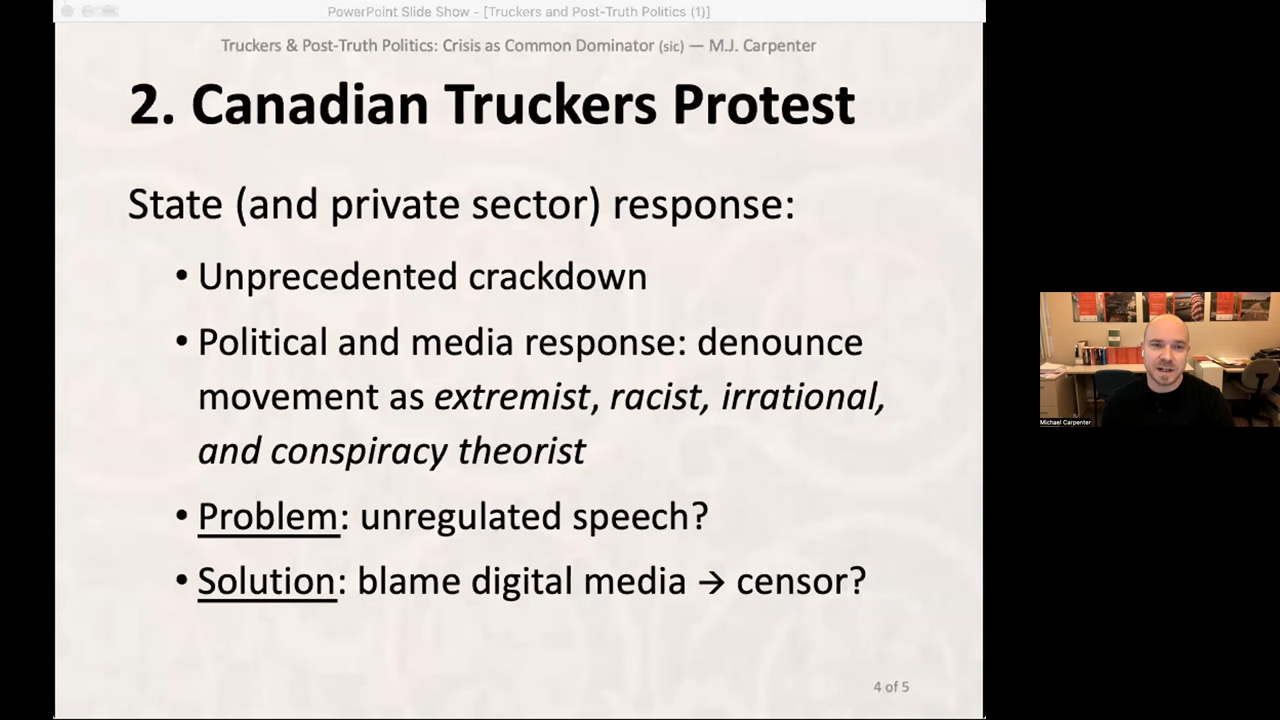 PowerPoint Slide Show - [Truckers and Post-Truth Politics (1)]
Truckers & Post-Truth Politics: Crisis as Common Dominator (sic) — M.J. Carpenter
2. Canadian Truckers Protest
State (and private sector) response:
• Unprecedented crackdown
• Political and media response: denounce
movement as extremist, racist, irrational,
and conspiracy theorist
• Problem: unregulated speech?
• Solution: blame digital media → censor?
4 of 5
Michael Carpenter